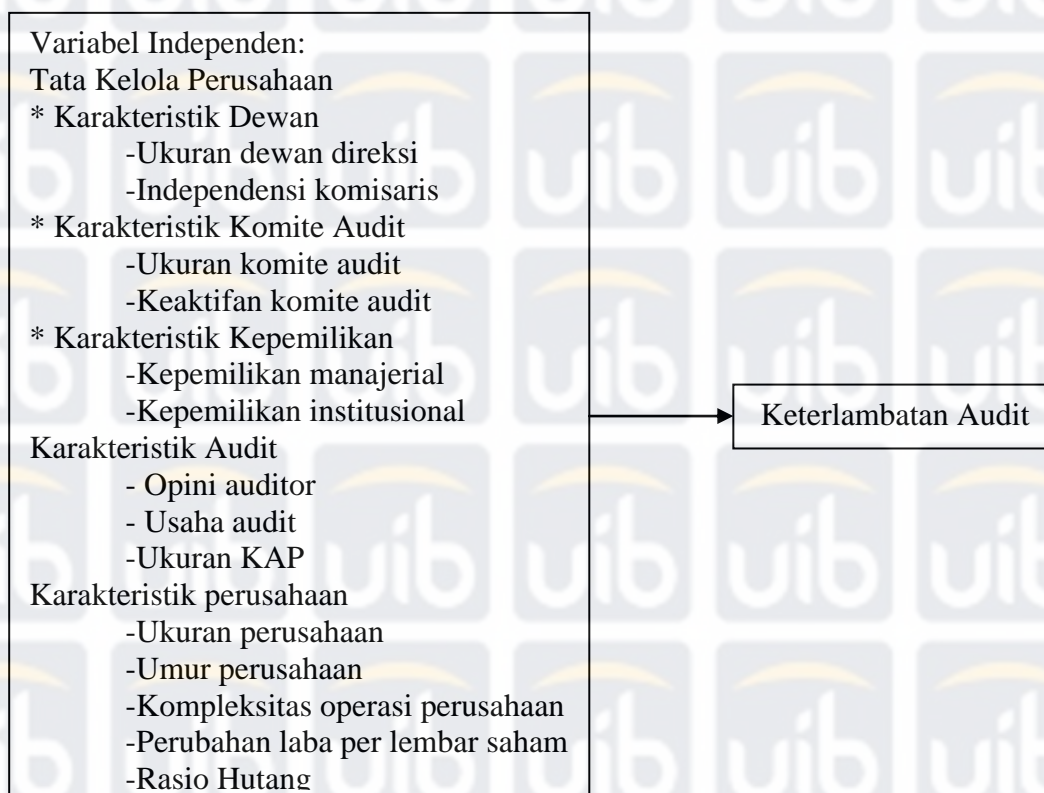 Variabel Independen:
Tata Kelola Perusahaan
* Karakteristik Dewan
-Ukuran dewan direksi
-Independensi komisaris
* Karakteristik Komite Audit
-Ukuran komite audit
-Keaktifan komite audit
* Karakteristik Kepemilikan
-Kepemilikan manajerial
-Kepemilikan institusional
Karakteristik Audit
- Opini auditor
- Usaha audit
-Ukuran KAP
Karakteristik perusahaan
-Ukuran perusahaan
-Umur perusahaan
-Kompleksitas operasi perusahaan
-Perubahan laba per lembar saham
-Rasio Hutang
Keterlambatan Audit